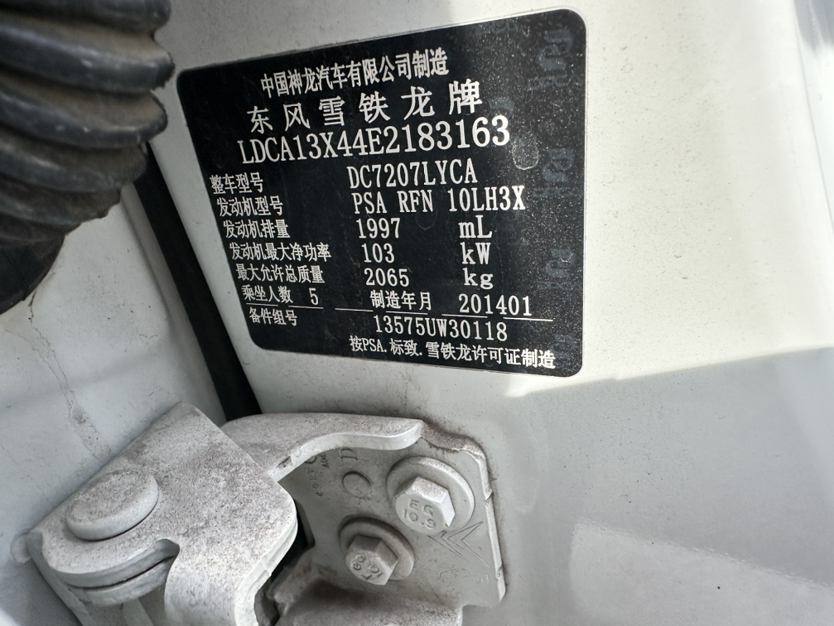 中国神龙汽车有限公司制造
东风雪铁龙牌
LDCA13X44E2183163
整车型号 DC7207LYCA
发动机型号 PSA RFN 10LH3X
发动机排量 1997 mL
发动机最大净功率 103 kW
最大允许总质量 2065 kg
乘坐人数 5 制造年月 201401
备件组号 13575UW30118
按PSA.标致.雪铁龙许可证制造
10.9